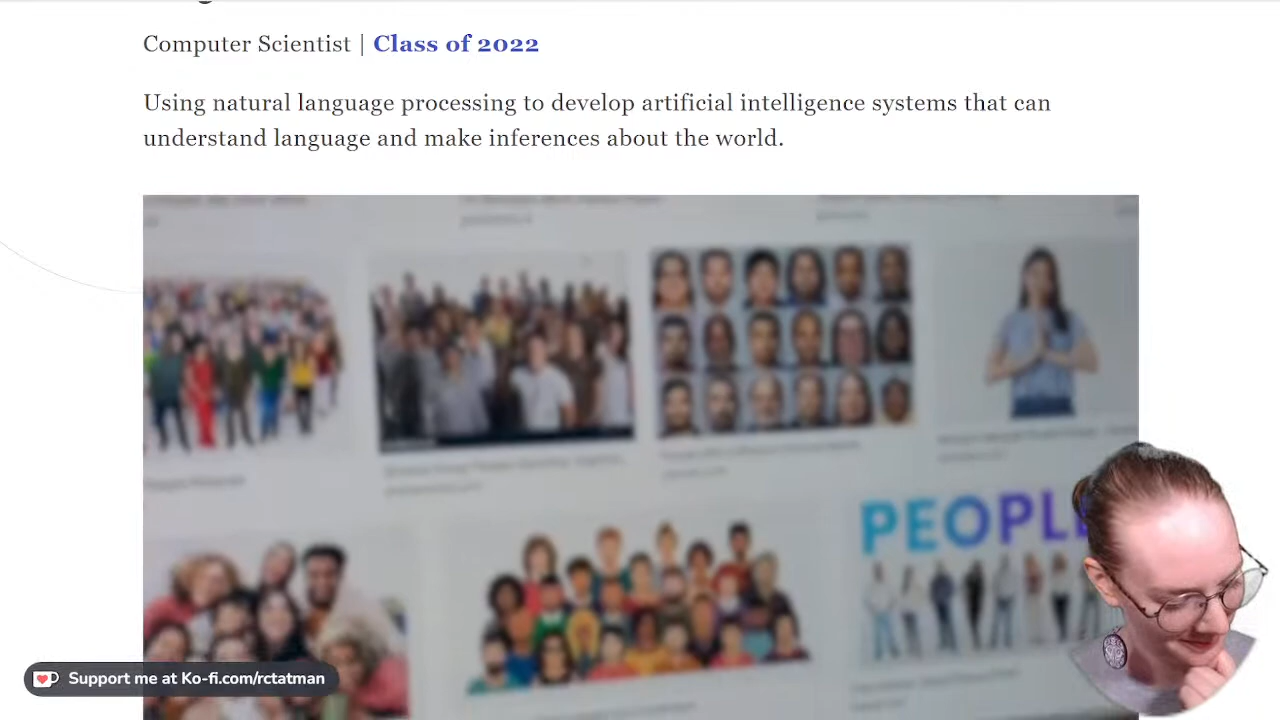 Computer Scientist | Class of 2022
Using natural language processing to develop artificial intelligence systems that can
understand language and make inferences about the world.
PEOPL
Support me at Ko-fi.com/rctatman